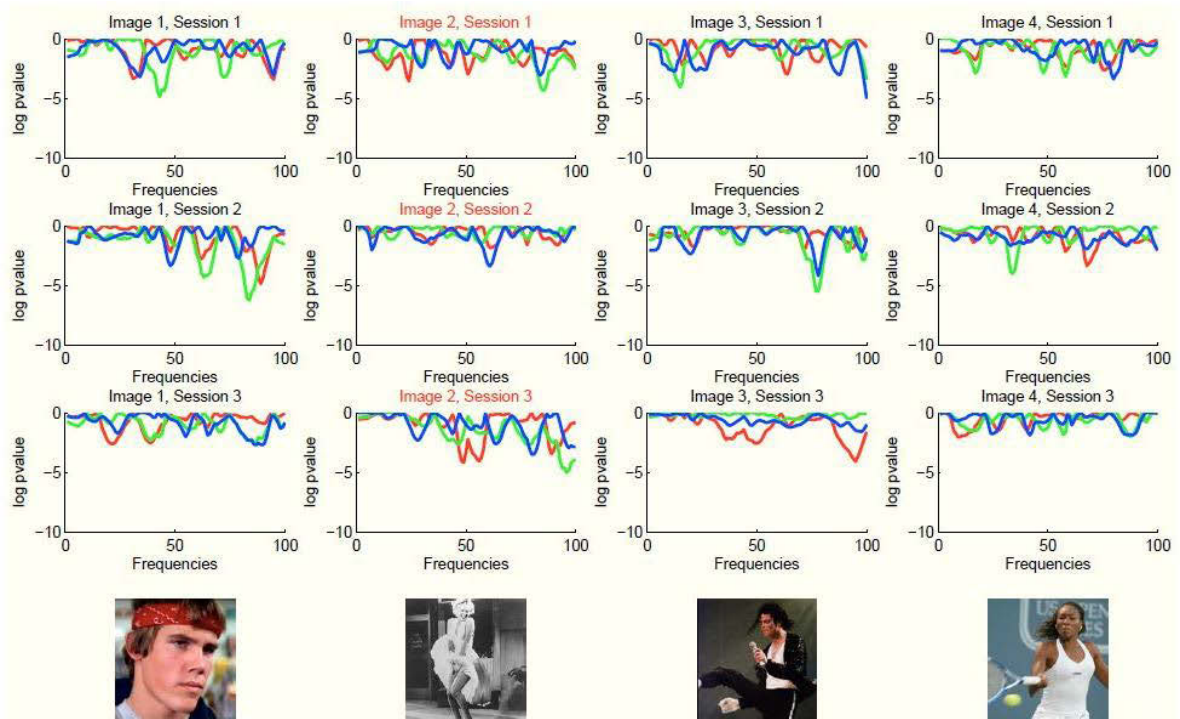 Image 1, Session 1
Image 2, Session 1
Image 3, Session 1
Image 4, Session 1
log pvalue
0
−5
−10
0
50
100
Frequencies
log pvalue
0
−5
−10
0
50
100
Frequencies
log pvalue
0
−5
−10
0
50
100
Frequencies
log pvalue
0
−5
−10
0
50
100
Frequencies
Image 1, Session 2
Image 2, Session 2
Image 3, Session 2
Image 4, Session 2
log pvalue
0
−5
−10
0
50
100
Frequencies
log pvalue
0
−5
−10
0
50
100
Frequencies
log pvalue
0
−5
−10
0
50
100
Frequencies
log pvalue
0
−5
−10
0
50
100
Frequencies
Image 1, Session 3
Image 2, Session 3
Image 3, Session 3
Image 4, Session 3
log pvalue
0
−5
−10
0
50
100
Frequencies
log pvalue
0
−5
−10
0
50
100
Frequencies
log pvalue
0
−5
−10
0
50
100
Frequencies
log pvalue
0
−5
−10
0
50
100
Frequencies